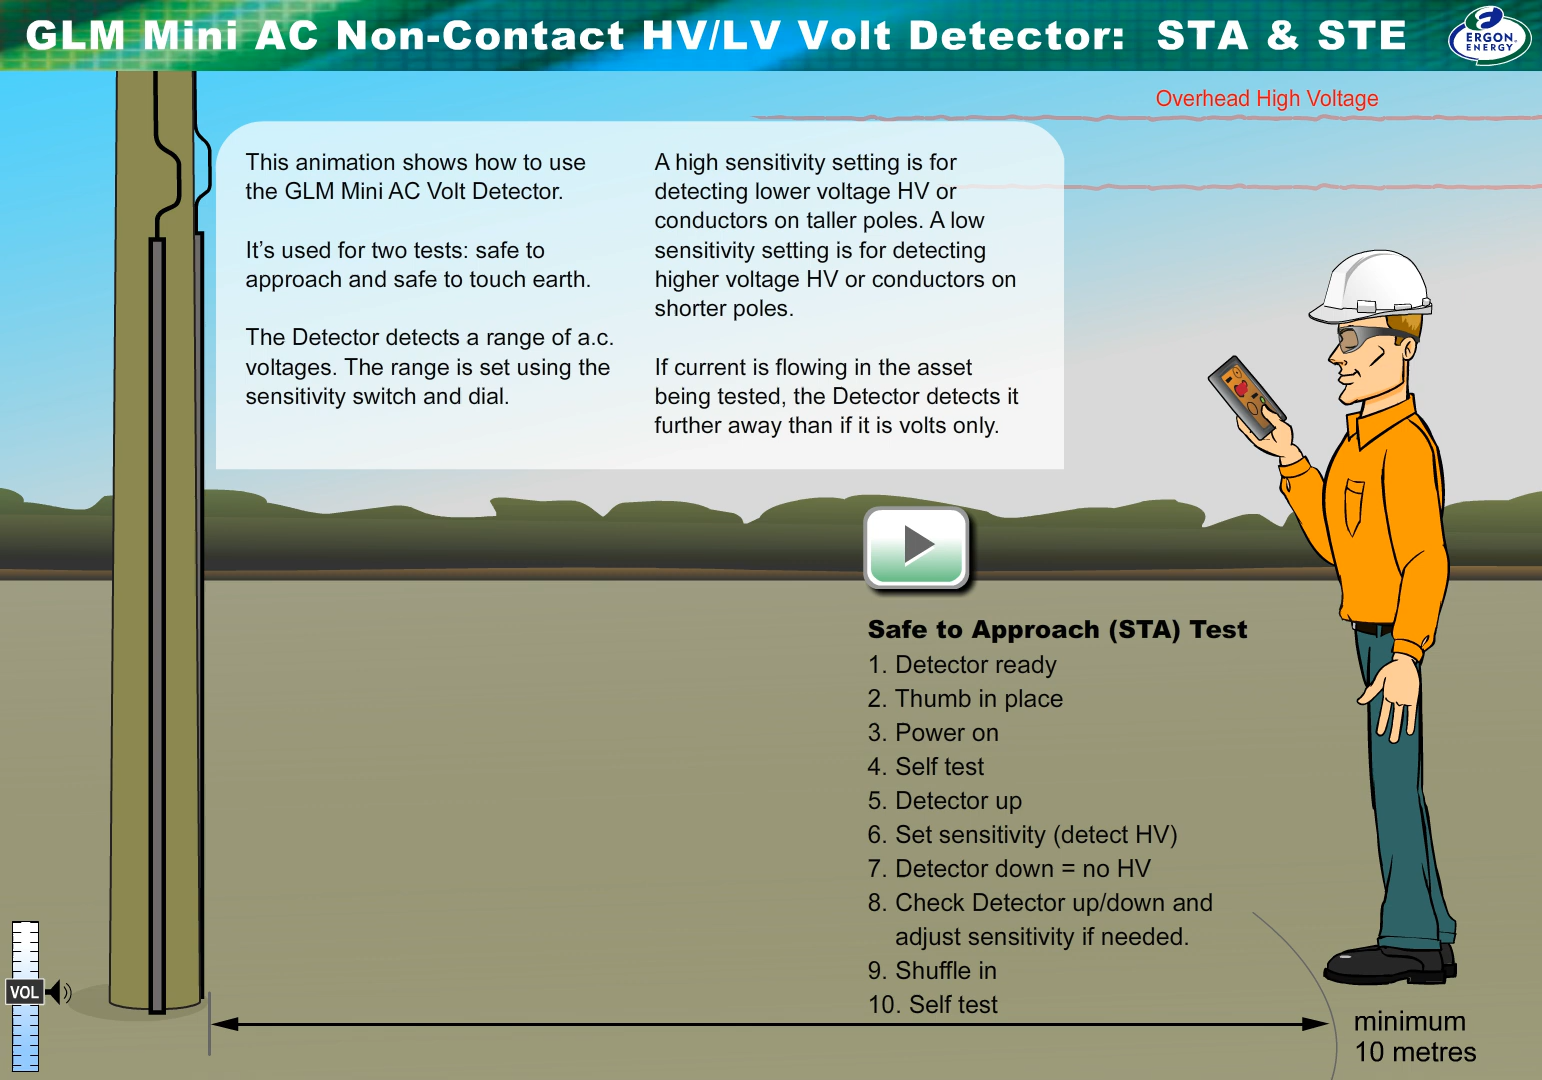 GLM Mini AC Non-Contact HV/LV Volt Detector: STA & STE
ERGON
ENERGY
Overhead High Voltage
This animation shows how to use
the GLM Mini AC Volt Detector.
It’s used for two tests: safe to
approach and safe to touch earth.
The Detector detects a range of a.c.
voltages. The range is set using the
sensitivity switch and dial.
A high sensitivity setting is for
detecting lower voltage HV or
conductors on taller poles. A low
sensitivity setting is for detecting
higher voltage HV or conductors on
shorter poles.
If current is flowing in the asset
being tested, the Detector detects it
further away than if it is volts only.
Safe to Approach (STA) Test
1. Detector ready
2. Thumb in place
3. Power on
4. Self test
5. Detector up
6. Set sensitivity (detect HV)
7. Detector down = no HV
8. Check Detector up/down and
adjust sensitivity if needed.
9. Shuffle in
10. Self test
VOL
minimum
10 metres